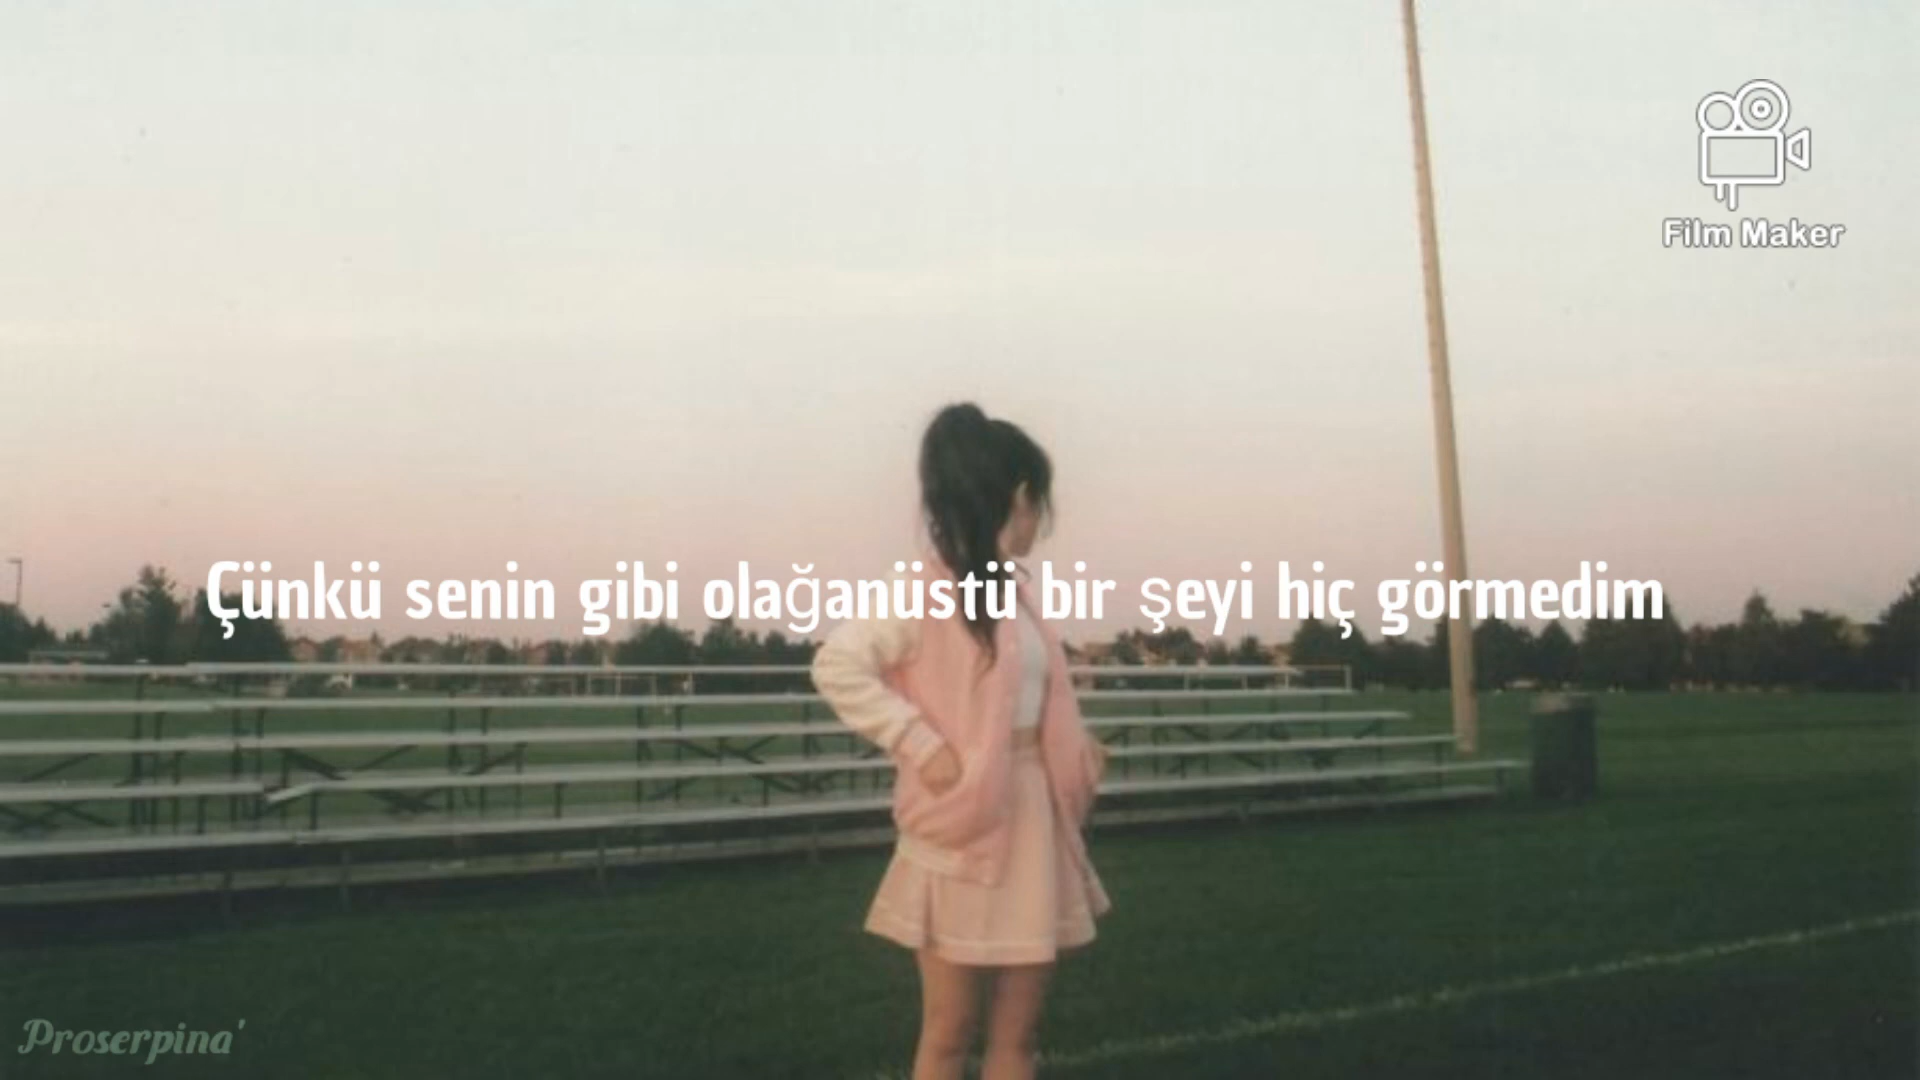 Film Maker
Çünkü senin gibi olağanüstü bir şeyi hiç görmedim
Proserpina'